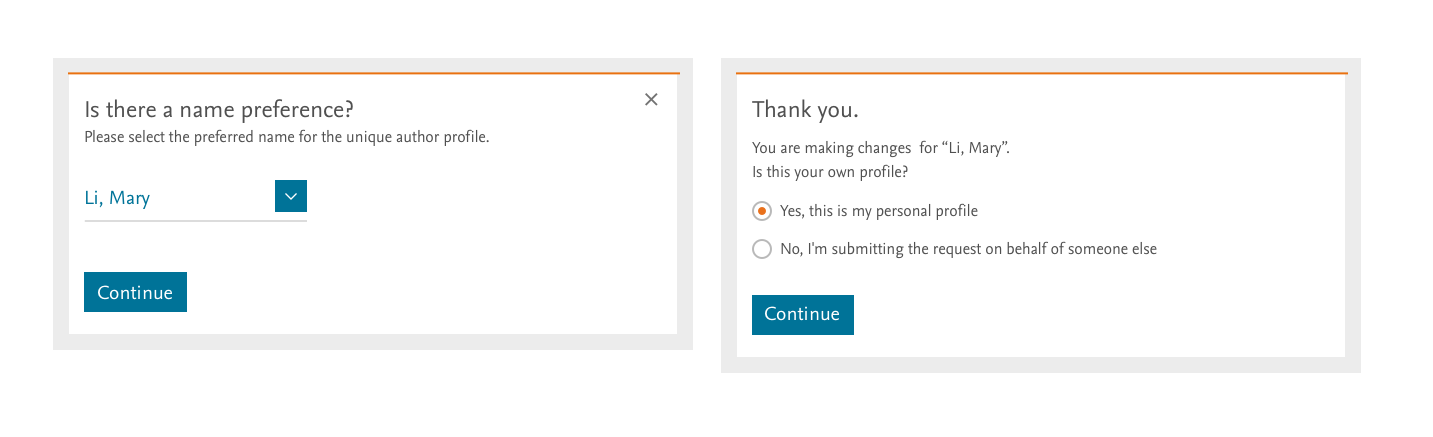 Is there a name preference?
Please select the preferred name for the unique author profile.
Li, Mary
Continue
Thank you.
You are making changes  for “Li, Mary”.
Is this your own profile?
Yes, this is my personal profile
No, I'm submitting the request on behalf of someone else
Continue